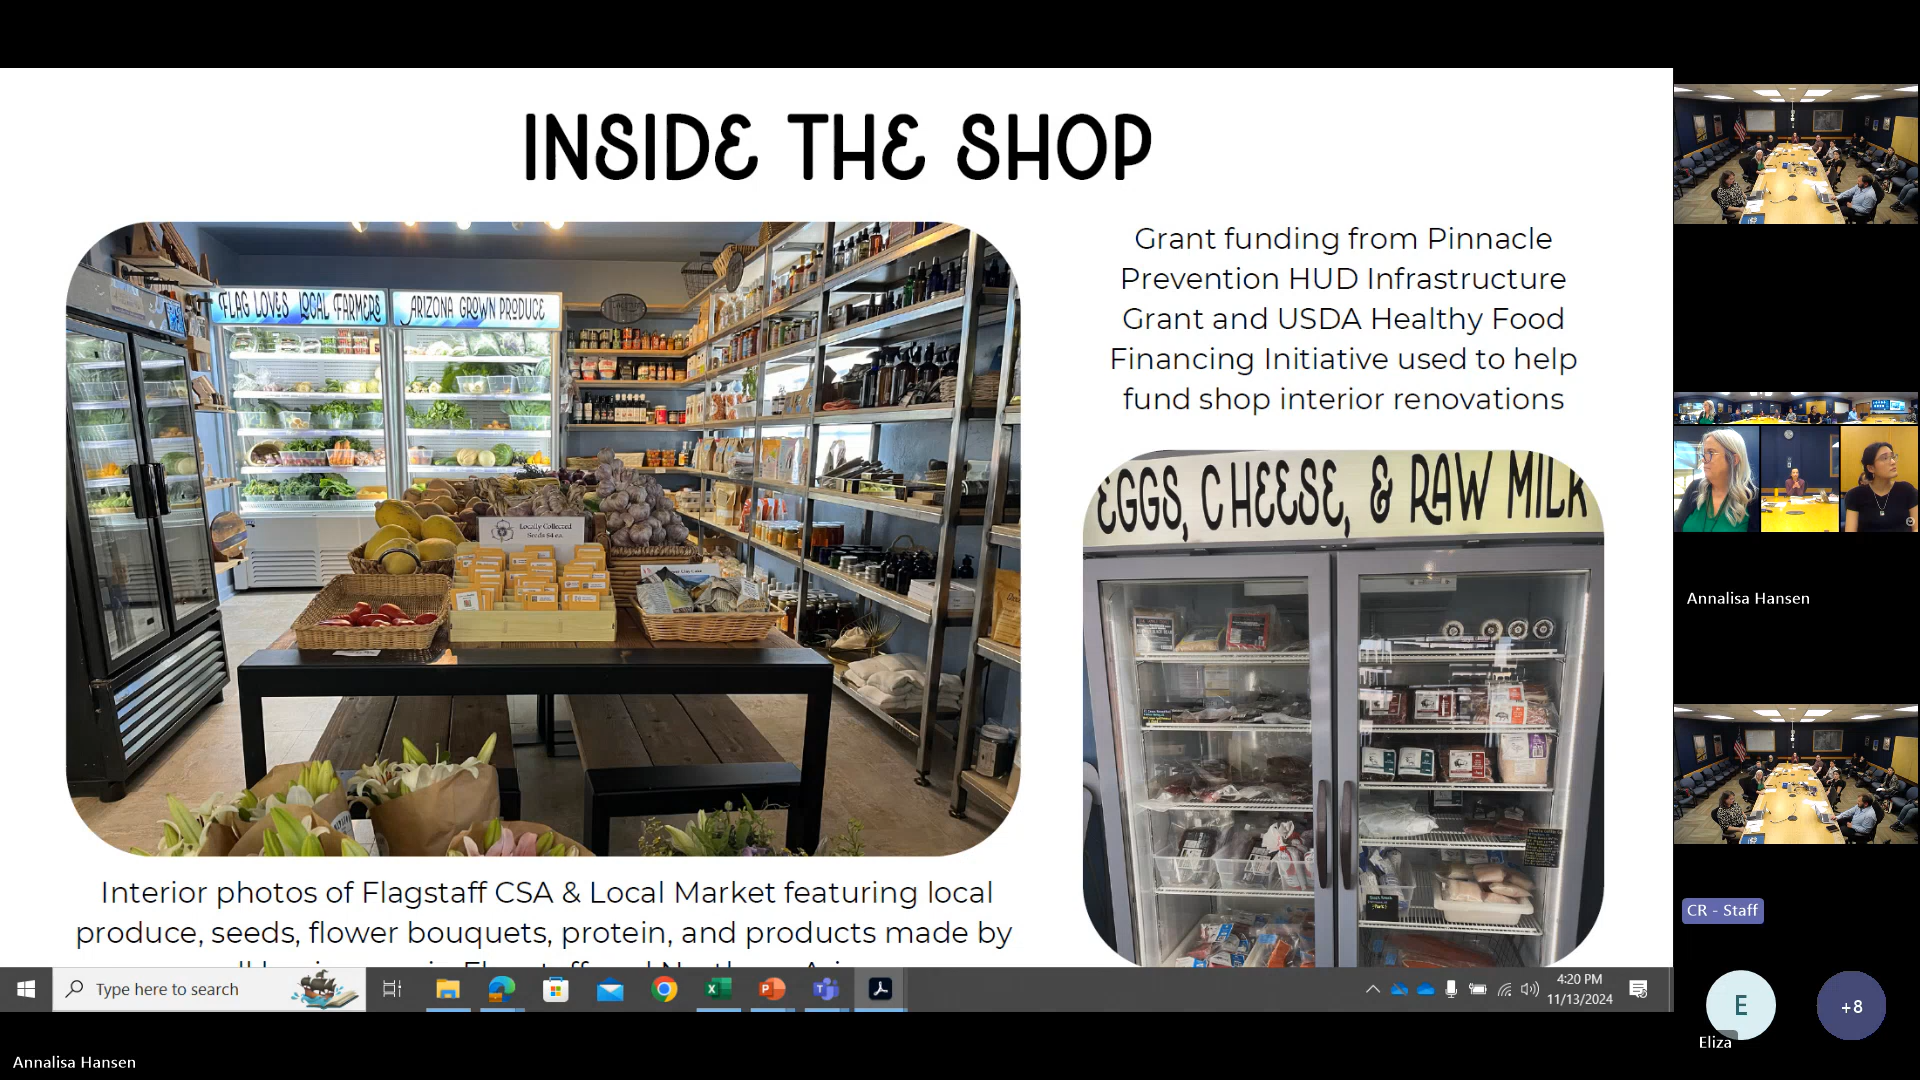 INSIDE THE SHOP
FLAG LOVES LOCAL FARMERS
ARIZONA GROWN PRODUCE
Locally Collected
Seeds $4 ea.
Grant funding from Pinnacle
Prevention HUD Infrastructure
Grant and USDA Healthy Food
Financing Initiative used to help
fund shop interior renovations
EGGS, CHEESE, & RAW MILK
Interior photos of Flagstaff CSA & Local Market featuring local
produce, seeds, flower bouquets, protein, and products made by
Type here to search
4:20 PM
11/13/2024
Annalisa Hansen
CR - Staff
E
Eliza
+8
Annalisa Hansen